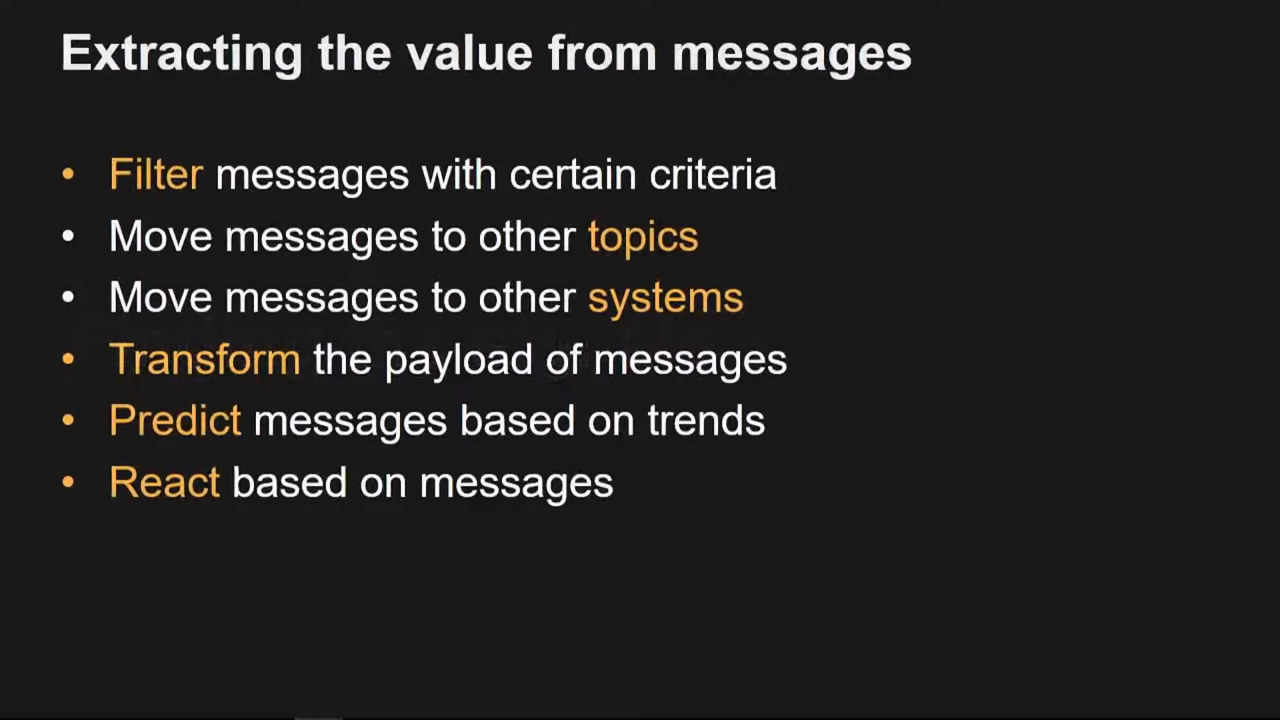 Extracting the value from messages
• Filter messages with certain criteria
• Move messages to other topics
• Move messages to other systems
• Transform the payload of messages
• Predict messages based on trends
• React based on messages